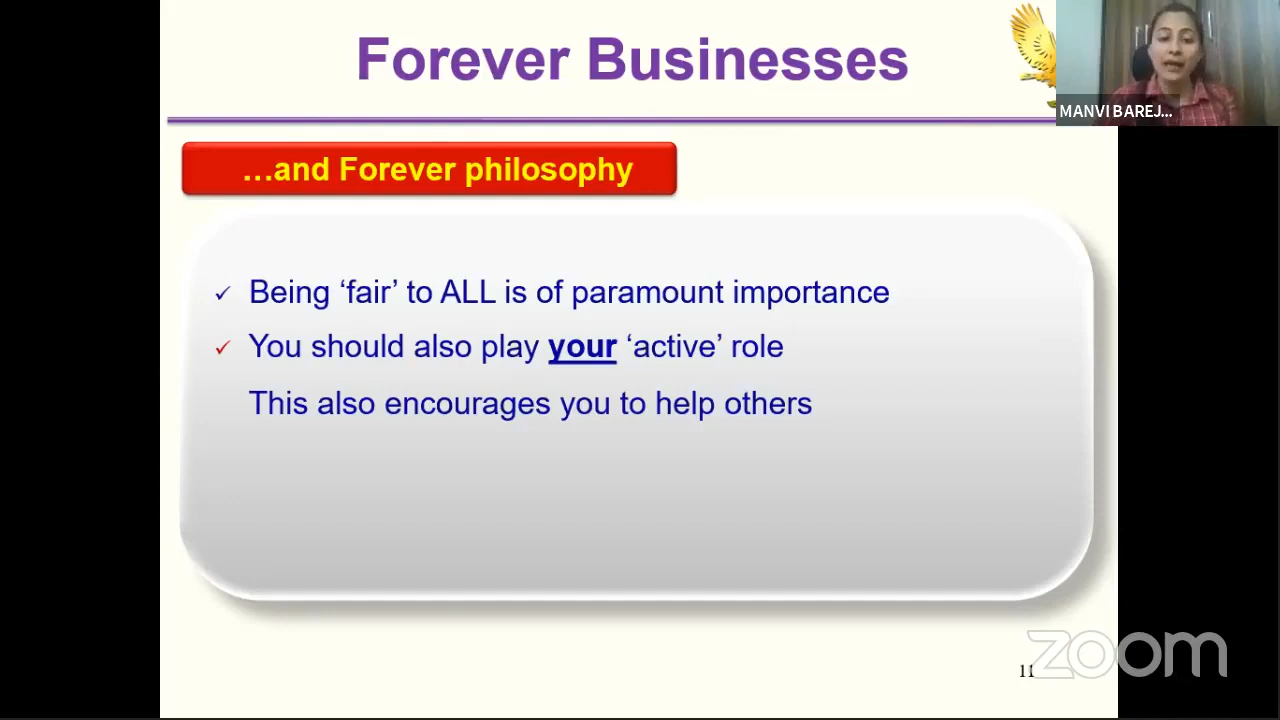 Forever Businesses
MANVI BAREJ...
...and Forever philosophy
✓ Being ‘fair’ to ALL is of paramount importance
✓ You should also play your ‘active’ role
This also encourages you to help others
zoom
11